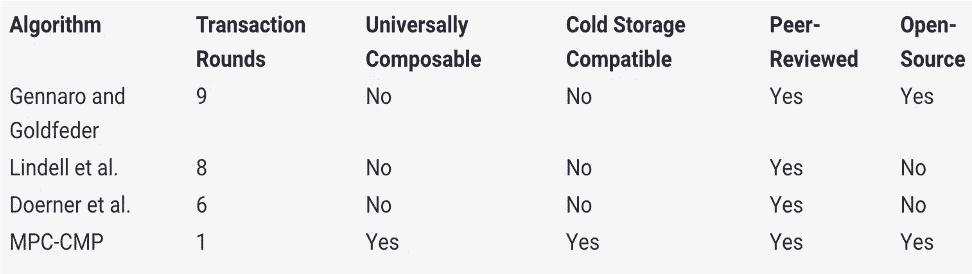 Algorithm Transaction Rounds Universally Composable Cold Storage Compatible Peer-Reviewed Open-Source
Gennaro and Goldfeder 9 No No Yes Yes
Lindell et al. 8 No No Yes No
Doerner et al. 6 No No Yes No
MPC-CMP 1 Yes Yes Yes Yes